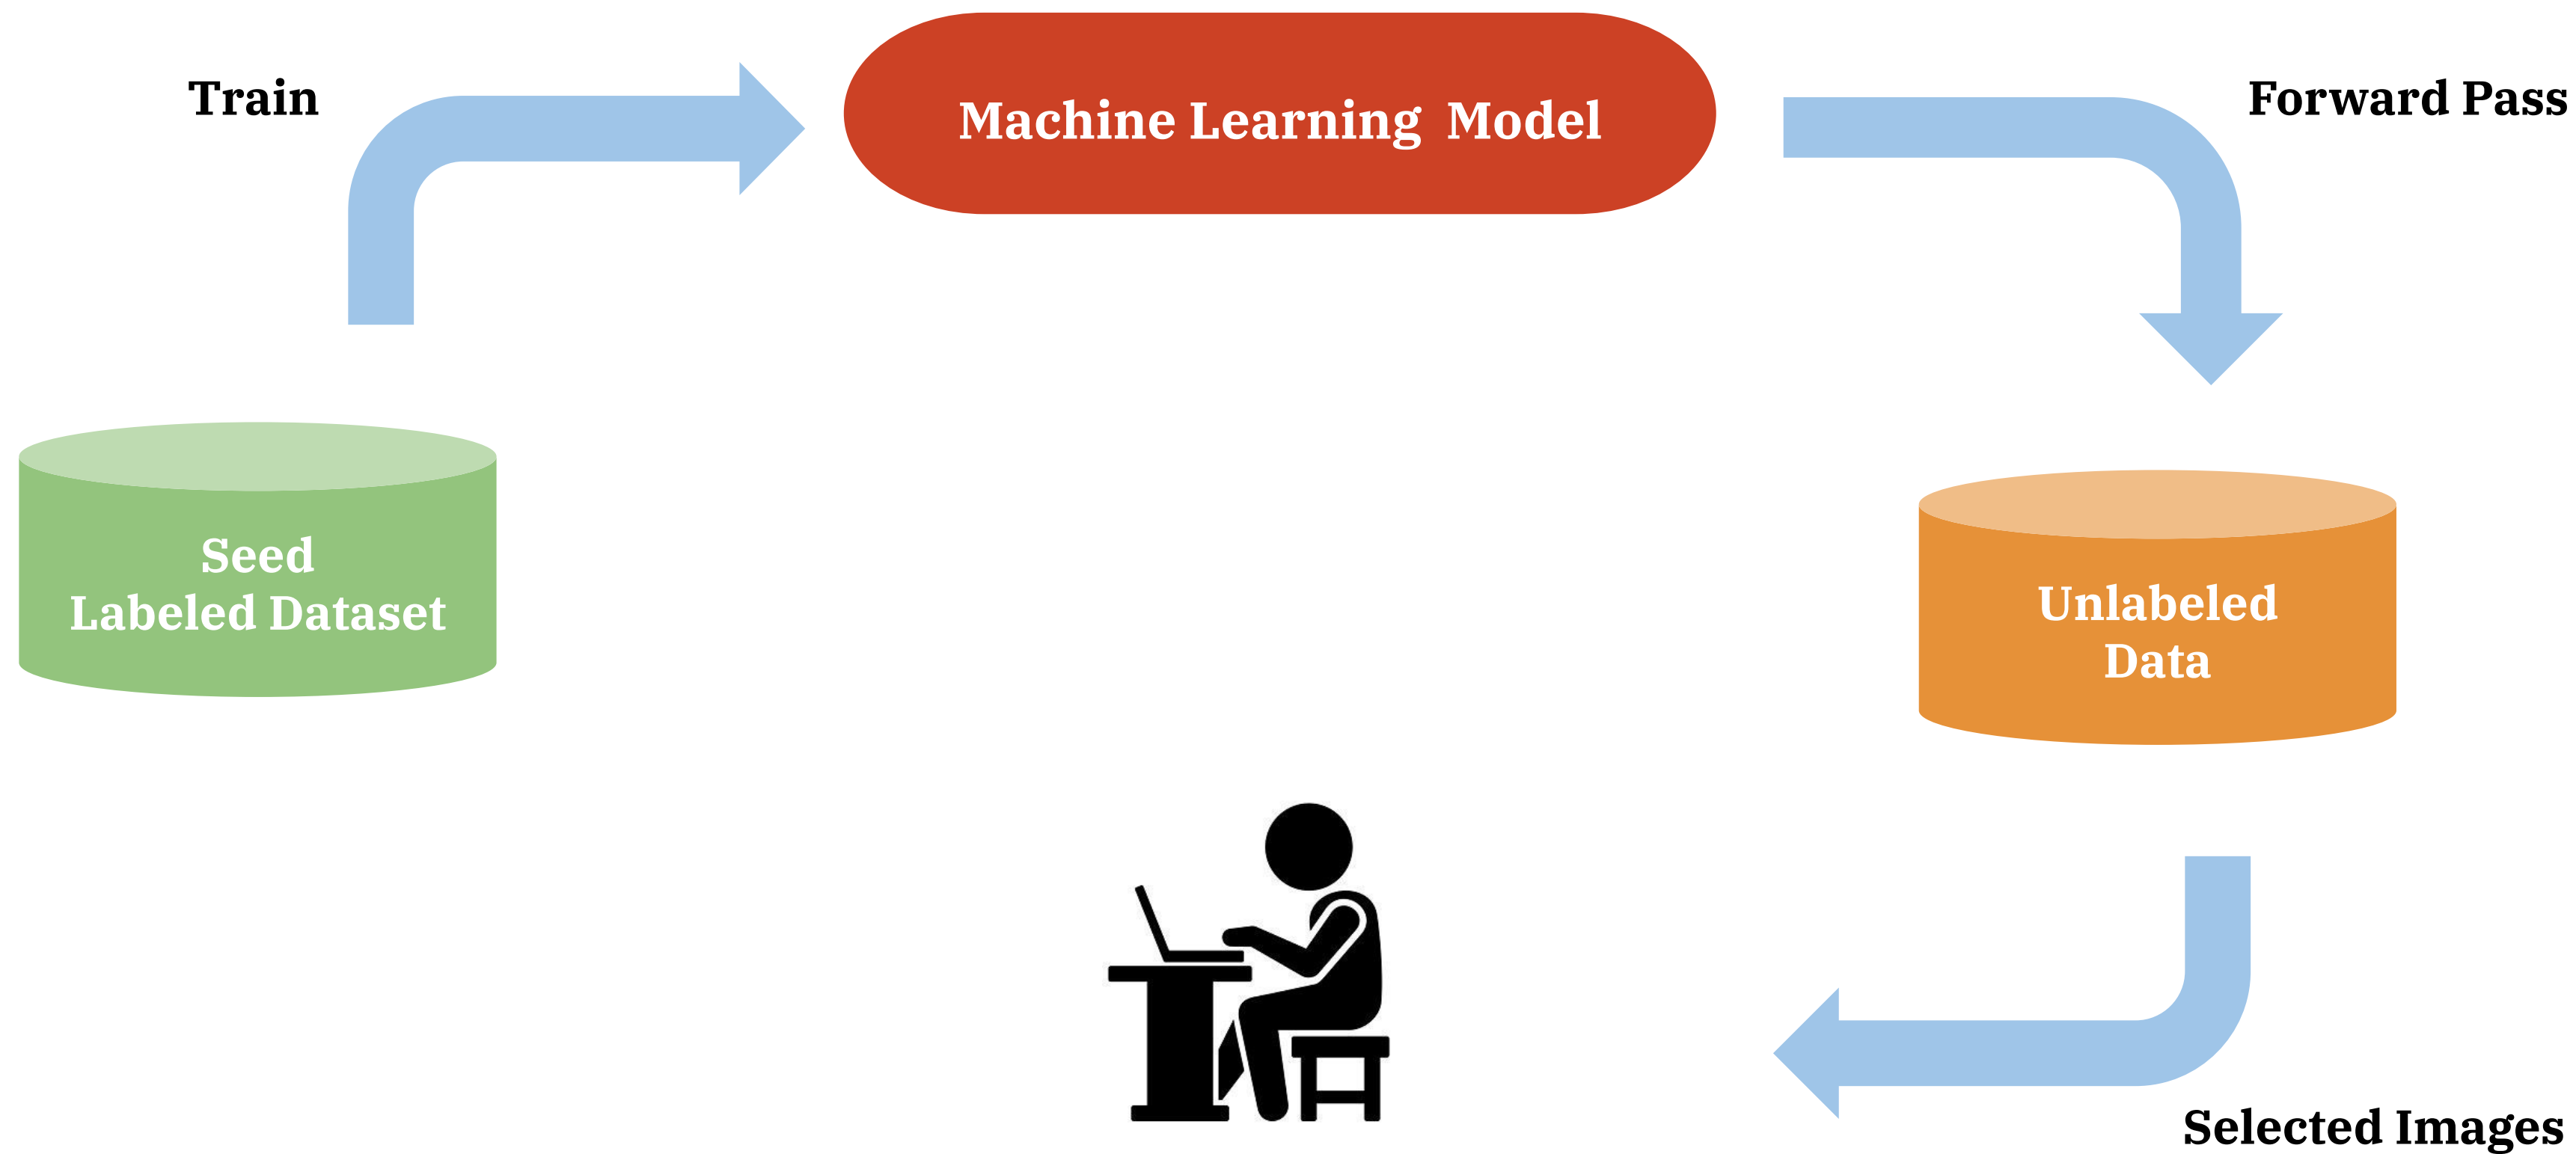 Train
Machine Learning  Model
Forward Pass
Seed
Labeled Dataset
Unlabeled
Data
Selected Images